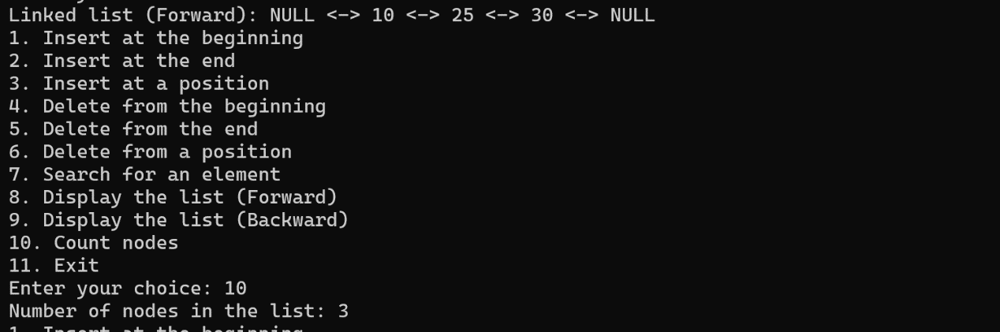 Linked list (Forward): NULL <-> 10 <-> 25 <-> 30 <-> NULL
1. Insert at the beginning
2. Insert at the end
3. Insert at a position
4. Delete from the beginning
5. Delete from the end
6. Delete from a position
7. Search for an element
8. Display the list (Forward)
9. Display the list (Backward)
10. Count nodes
11. Exit
Enter your choice: 10
Number of nodes in the list: 3
1. Insert at the beginning